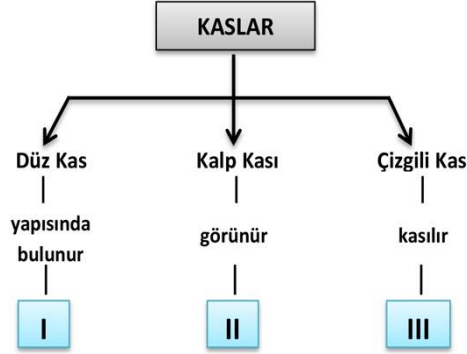 KASLAR
Düz Kas
Kalp Kası
Çizgili Kas
yapısında
bulunur
görünür
kasılır
I
II
III